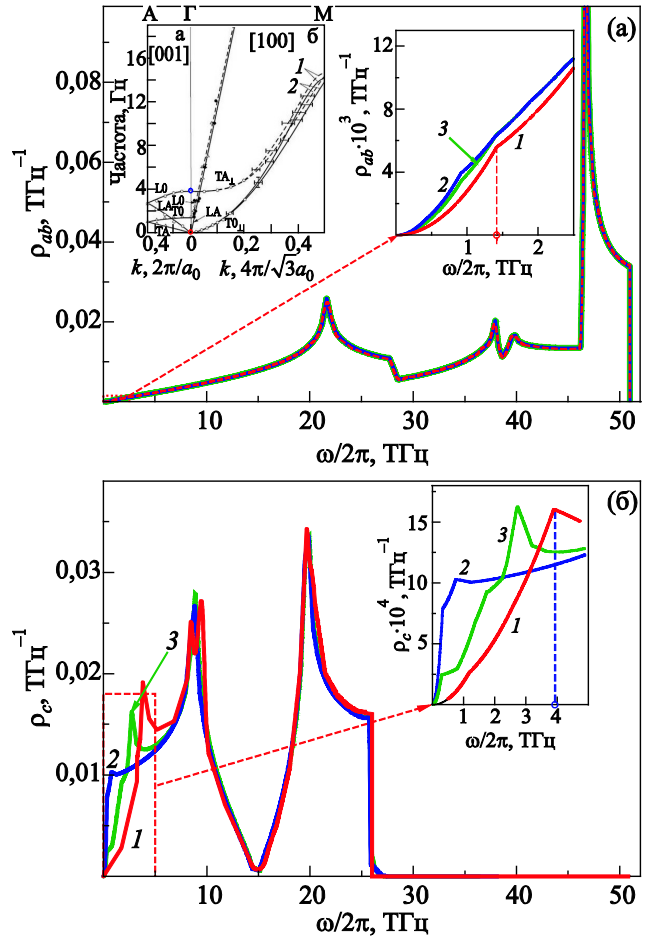 А Г М
(а)
0,08
0,06
0,04
0,02
ρab, ТГц⁻¹
Частота, Гц
16
12
8
4
0
а
[001]
[100] б
1
2
LO
LA
LO
TO
TA
TA⊥
LA
TO
0,4 0 0,2 0,4
k, 2π/a₀ k, 4π/√3a₀
ρab·10³, ТГц⁻¹
12
9
6
3
3
2
1
1 2
ω/2π, ТГц
10 20 30 40 50
ω/2π, ТГц
(б)
0,03
0,02
0,01
ρc, ТГц⁻¹
3
2
1
ρc·10⁴, ТГц⁻¹
15
10
5
2
3
1
1 2 3 4
ω/2π, ТГц
0 10 20 30 40 50
ω/2π, ТГц